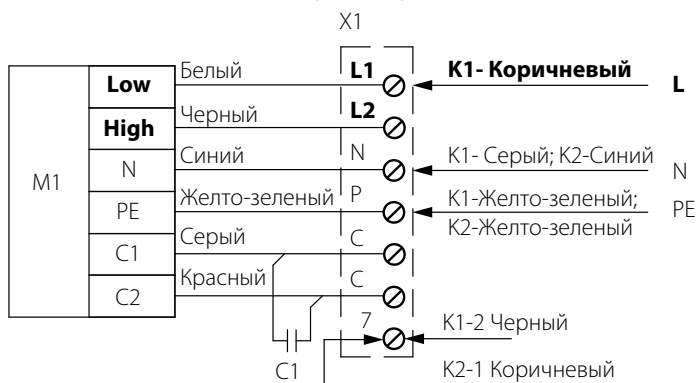 X1
Low Белый L1 K1- Коричневый L
High Черный L2
M1 N Синий N K1- Серый; K2-Синий N
PE Желто-зеленый P K1-Желто-зеленый; PE
K2-Желто-зеленый
C1 Серый C
C2 Красный C
7 K1-2 Черный
C1 K2-1 Коричневый